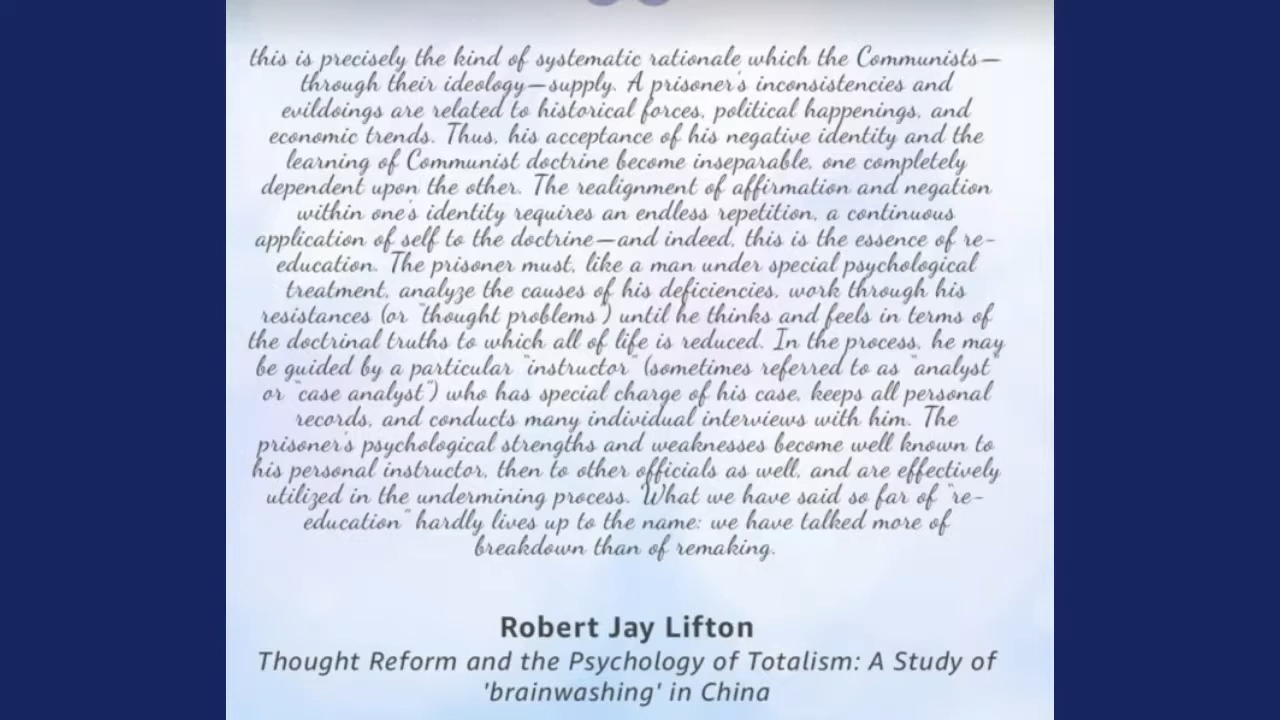 this is precisely the kind of systematic rationale which the Communists—
through their ideology—supply. A prisoner's inconsistencies and
evildoings are related to historical forces, political happenings, and
economic trends. Thus, his acceptance of his negative identity and the
learning of Communist doctrine become inseparable, one completely
dependent upon the other. The realignment of affirmation and negation
within one's identity requires an endless repetition, a continuous
application of self to the doctrine—and indeed, this is the essence of re-
education. The prisoner must, like a man under special psychological
treatment, analyze the causes of his deficiencies, work through his
resistances (or "thought problems") until he thinks and feels in terms of
the doctrinal truths to which all of life is reduced. In the process, he may
be guided by a particular "instructor" (sometimes referred to as "analyst"
or "case analyst") who has special charge of his case, keeps all personal
records, and conducts many individual interviews with him. The
prisoner's psychological strengths and weaknesses become well known to
his personal instructor, then to other officials as well, and are effectively
utilized in the undermining process. What we have said so far of "re-
education" hardly lives up to the name: we have talked more of
breakdown than of remaking.
Robert Jay Lifton
Thought Reform and the Psychology of Totalism: A Study of
'brainwashing' in China